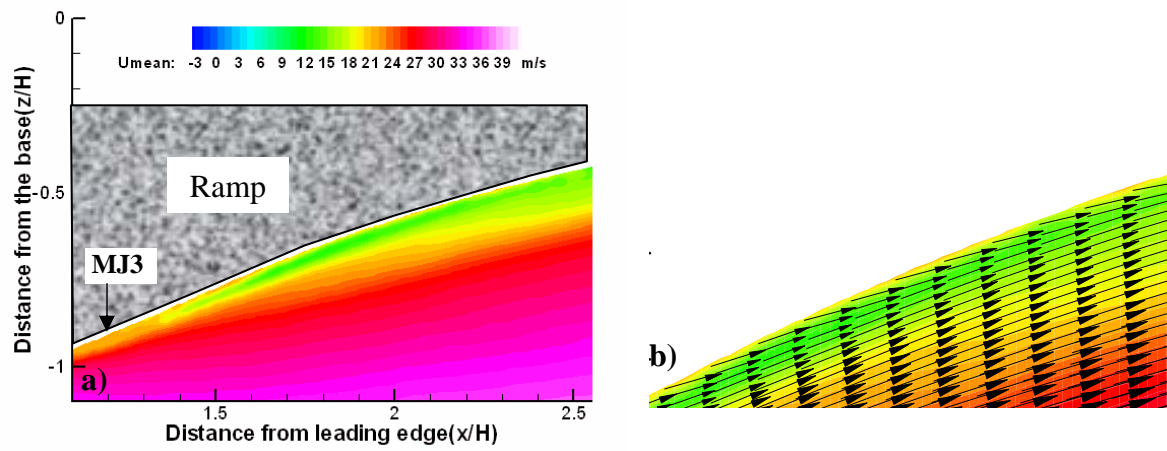 0
Umean: -3 0 3 6 9 12 15 18 21 24 27 30 33 36 39 m/s
Distance from the base(z/H)
-0.5
Ramp
MJ3
-1
a)
1.5 2 2.5
Distance from leading edge(x/H)
b)